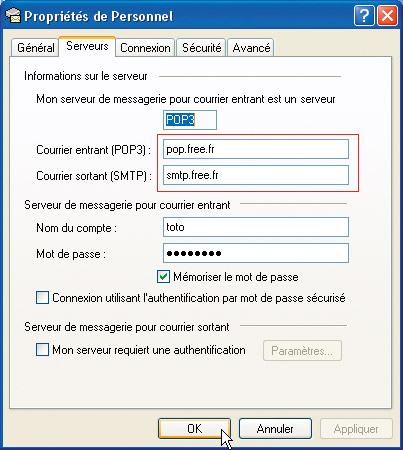 Propriétés de Personnel
Général Serveurs Connexion Sécurité Avancé
Informations sur le serveur
Mon serveur de messagerie pour courrier entrant est un serveur
POP3
Courrier entrant (POP3) : pop.free.fr
Courrier sortant (SMTP) : smtp.free.fr
Serveur de messagerie pour courrier entrant
Nom du compte : toto
Mot de passe : ●●●●●●●●
Mémoriser le mot de passe
Connexion utilisant l'authentification par mot de passe sécurisé
Serveur de messagerie pour courrier sortant
Mon serveur requiert une authentification Paramètres...
OK Annuler Appliquer